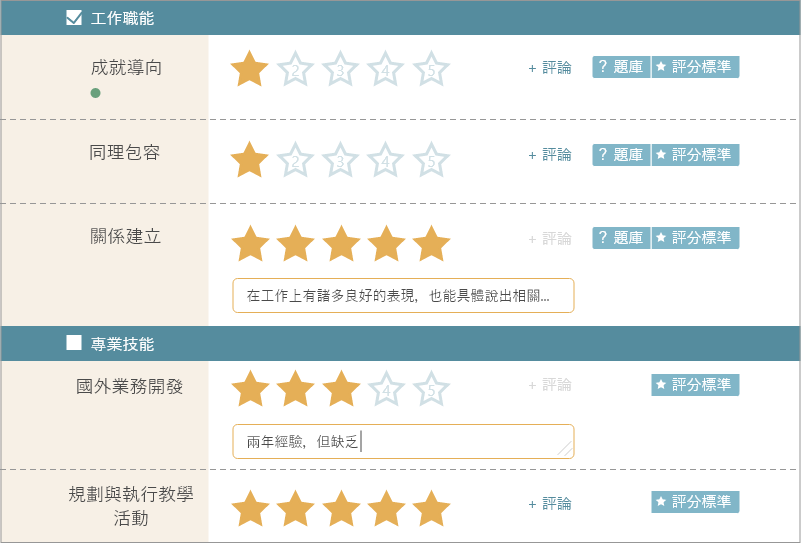 工作職能
成就導向
2 3 4 5
+ 評論
? 題庫
評分標準
同理包容
2 3 4 5
+ 評論
? 題庫
評分標準
關係建立
+ 評論
? 題庫
評分標準
在工作上有諸多良好的表現，也能具體說出相關...
專業技能
國外業務開發
4 5
+ 評論
評分標準
兩年經驗，但缺乏
規劃與執行教學
活動
+ 評論
評分標準